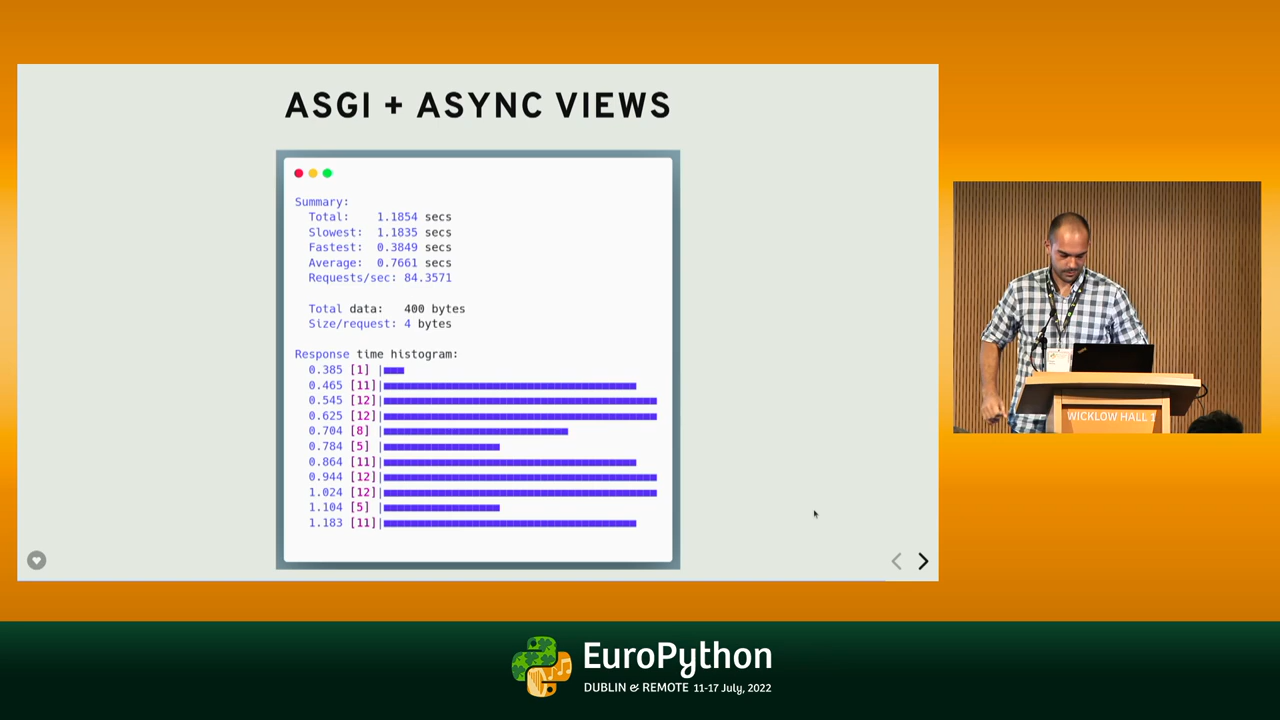 ASGI + ASYNC VIEWS
Summary:
Total: 1.1854 secs
Slowest: 1.1835 secs
Fastest: 0.3849 secs
Average: 0.7661 secs
Requests/sec: 84.3571
Total data: 400 bytes
Size/request: 4 bytes
Response time histogram:
0.385 [1] |■■■
0.465 [11]|■■■■■■■■■■■■■■■■■■■■■■■■■■■■■■■■■■■■■
0.545 [12]|■■■■■■■■■■■■■■■■■■■■■■■■■■■■■■■■■■■■■■■■
0.625 [12]|■■■■■■■■■■■■■■■■■■■■■■■■■■■■■■■■■■■■■■■■
0.704 [8] |■■■■■■■■■■■■■■■■■■■■■■■■■■■
0.784 [5] |■■■■■■■■■■■■■■■■■
0.864 [11]|■■■■■■■■■■■■■■■■■■■■■■■■■■■■■■■■■■■■■
0.944 [12]|■■■■■■■■■■■■■■■■■■■■■■■■■■■■■■■■■■■■■■■■
1.024 [12]|■■■■■■■■■■■■■■■■■■■■■■■■■■■■■■■■■■■■■■■■
1.104 [5] |■■■■■■■■■■■■■■■■■
1.183 [11]|■■■■■■■■■■■■■■■■■■■■■■■■■■■■■■■■■■■■■
WICKLOW HALL 1
EuroPython
DUBLIN & REMOTE 11-17 July, 2022